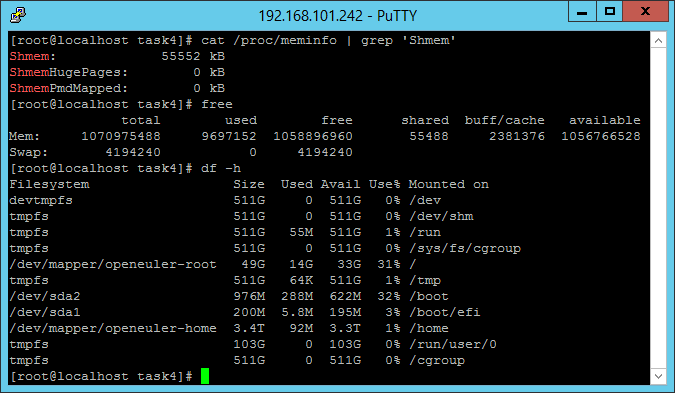 192.168.101.242 - PuTTY
[root@localhost task4]# cat /proc/meminfo | grep 'Shmem'
Shmem:             55552 kB
ShmemHugePages:        0 kB
ShmemPmdMapped:        0 kB
[root@localhost task4]# free
              total        used        free      shared  buff/cache   available
Mem:     1070975488     9697152  1058896960       55488     2381376  1056766528
Swap:       4194240           0     4194240
[root@localhost task4]# df -h
Filesystem                  Size  Used Avail Use% Mounted on
devtmpfs                    511G     0  511G   0% /dev
tmpfs                       511G     0  511G   0% /dev/shm
tmpfs                       511G   55M  511G   1% /run
tmpfs                       511G     0  511G   0% /sys/fs/cgroup
/dev/mapper/openeuler-root   49G   14G   33G  31% /
tmpfs                       511G   64K  511G   1% /tmp
/dev/sda2                   976M  288M  622M  32% /boot
/dev/sda1                   200M  5.8M  195M   3% /boot/efi
/dev/mapper/openeuler-home  3.4T   92M  3.3T   1% /home
tmpfs                       103G     0  103G   0% /run/user/0
tmpfs                       511G     0  511G   0% /cgroup
[root@localhost task4]#